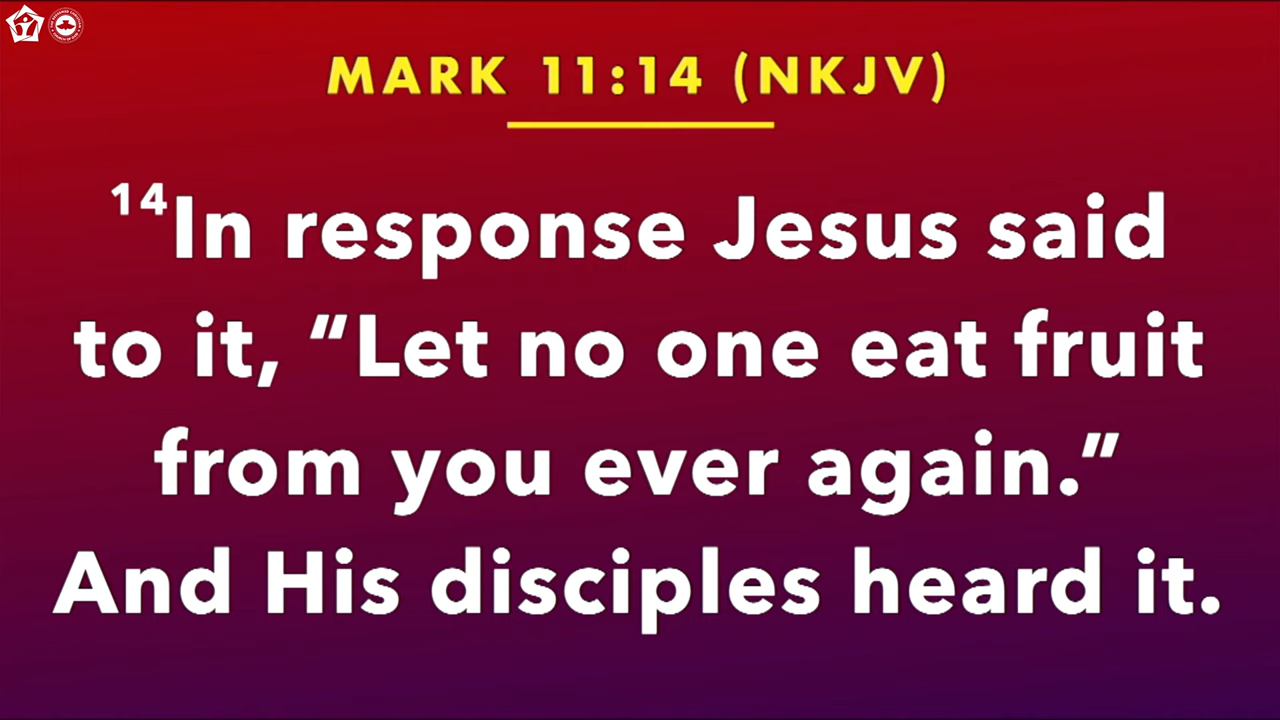 MARK 11:14 (NKJV)
¹⁴In response Jesus said
to it, “Let no one eat fruit
from you ever again.”
And His disciples heard it.